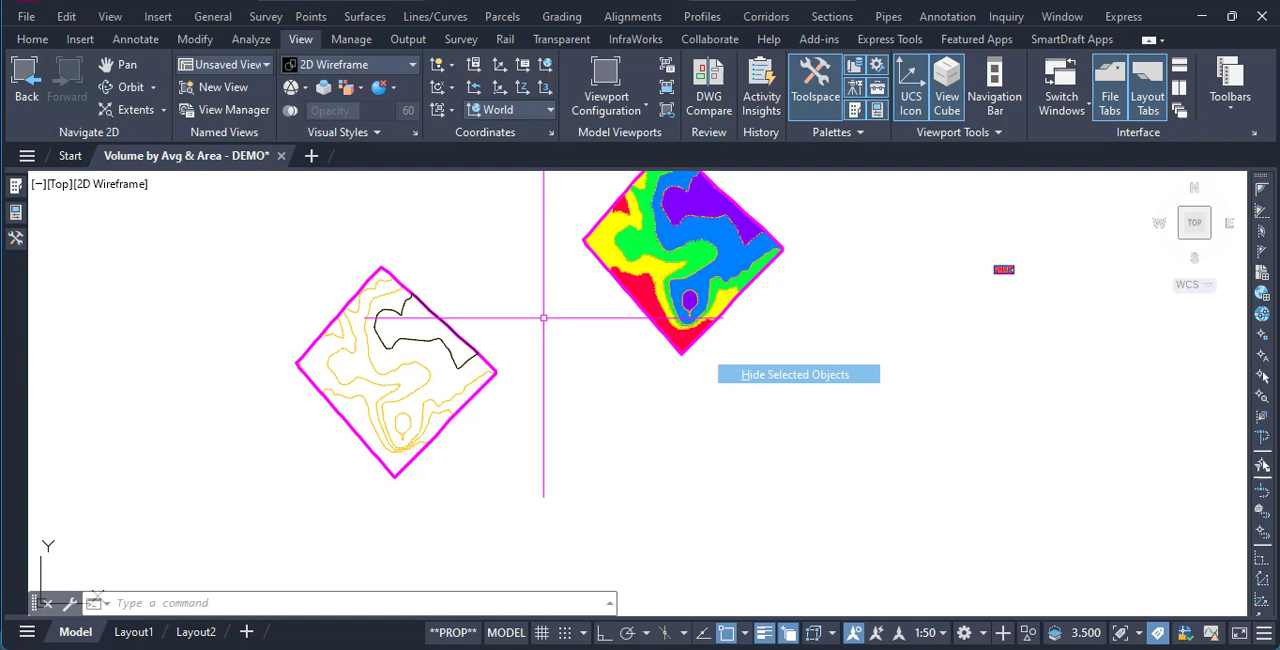 File Edit View Insert General Survey Points Surfaces Lines/Curves Parcels Grading Alignments Profiles Corridors Sections Pipes Annotation Inquiry Window Express
Home Insert Annotate Modify Analyze View Manage Output Survey Rail Transparent InfraWorks Collaborate Help Add-ins Express Tools Featured Apps SmartDraft Apps
Back
Forward
Pan
Orbit
Extents
Navigate 2D
Unsaved View
New View
View Manager
Named Views
2D Wireframe
Opacity 60
Visual Styles
World
Coordinates
Viewport
Configuration
Model Viewports
DWG
Compare
Review
Activity
Insights
History
Toolspace
Palettes
UCS
Icon
View
Cube
Navigation
Bar
Viewport Tools
Switch
Windows
File
Tabs
Layout
Tabs
Interface
Toolbars
Start Volume by Avg & Area - DEMO*
[−][Top][2D Wireframe]
N
W TOP E
S
WCS
Hide Selected Objects
Y
X
Type a command
Model Layout1 Layout2 **PROP** MODEL 1:50 3.500